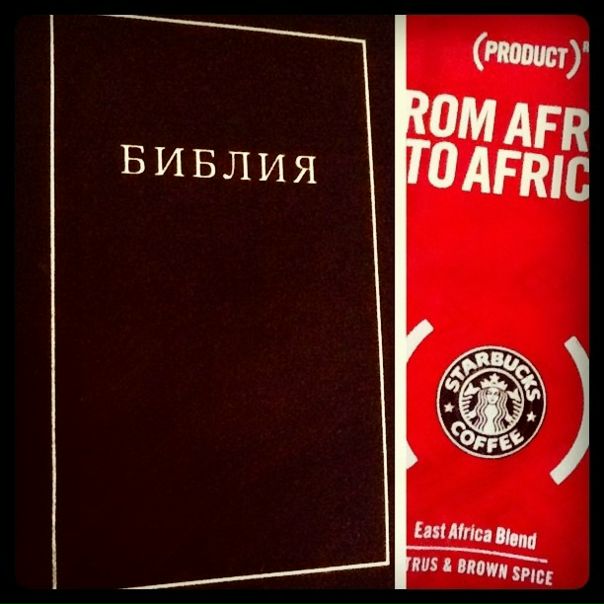 БИБЛИЯ
(PRODUCT)
ROM AFR
TO AFRIC
STARBUCKS
COFFEE
East Africa Blend
TRUS & BROWN SPICE